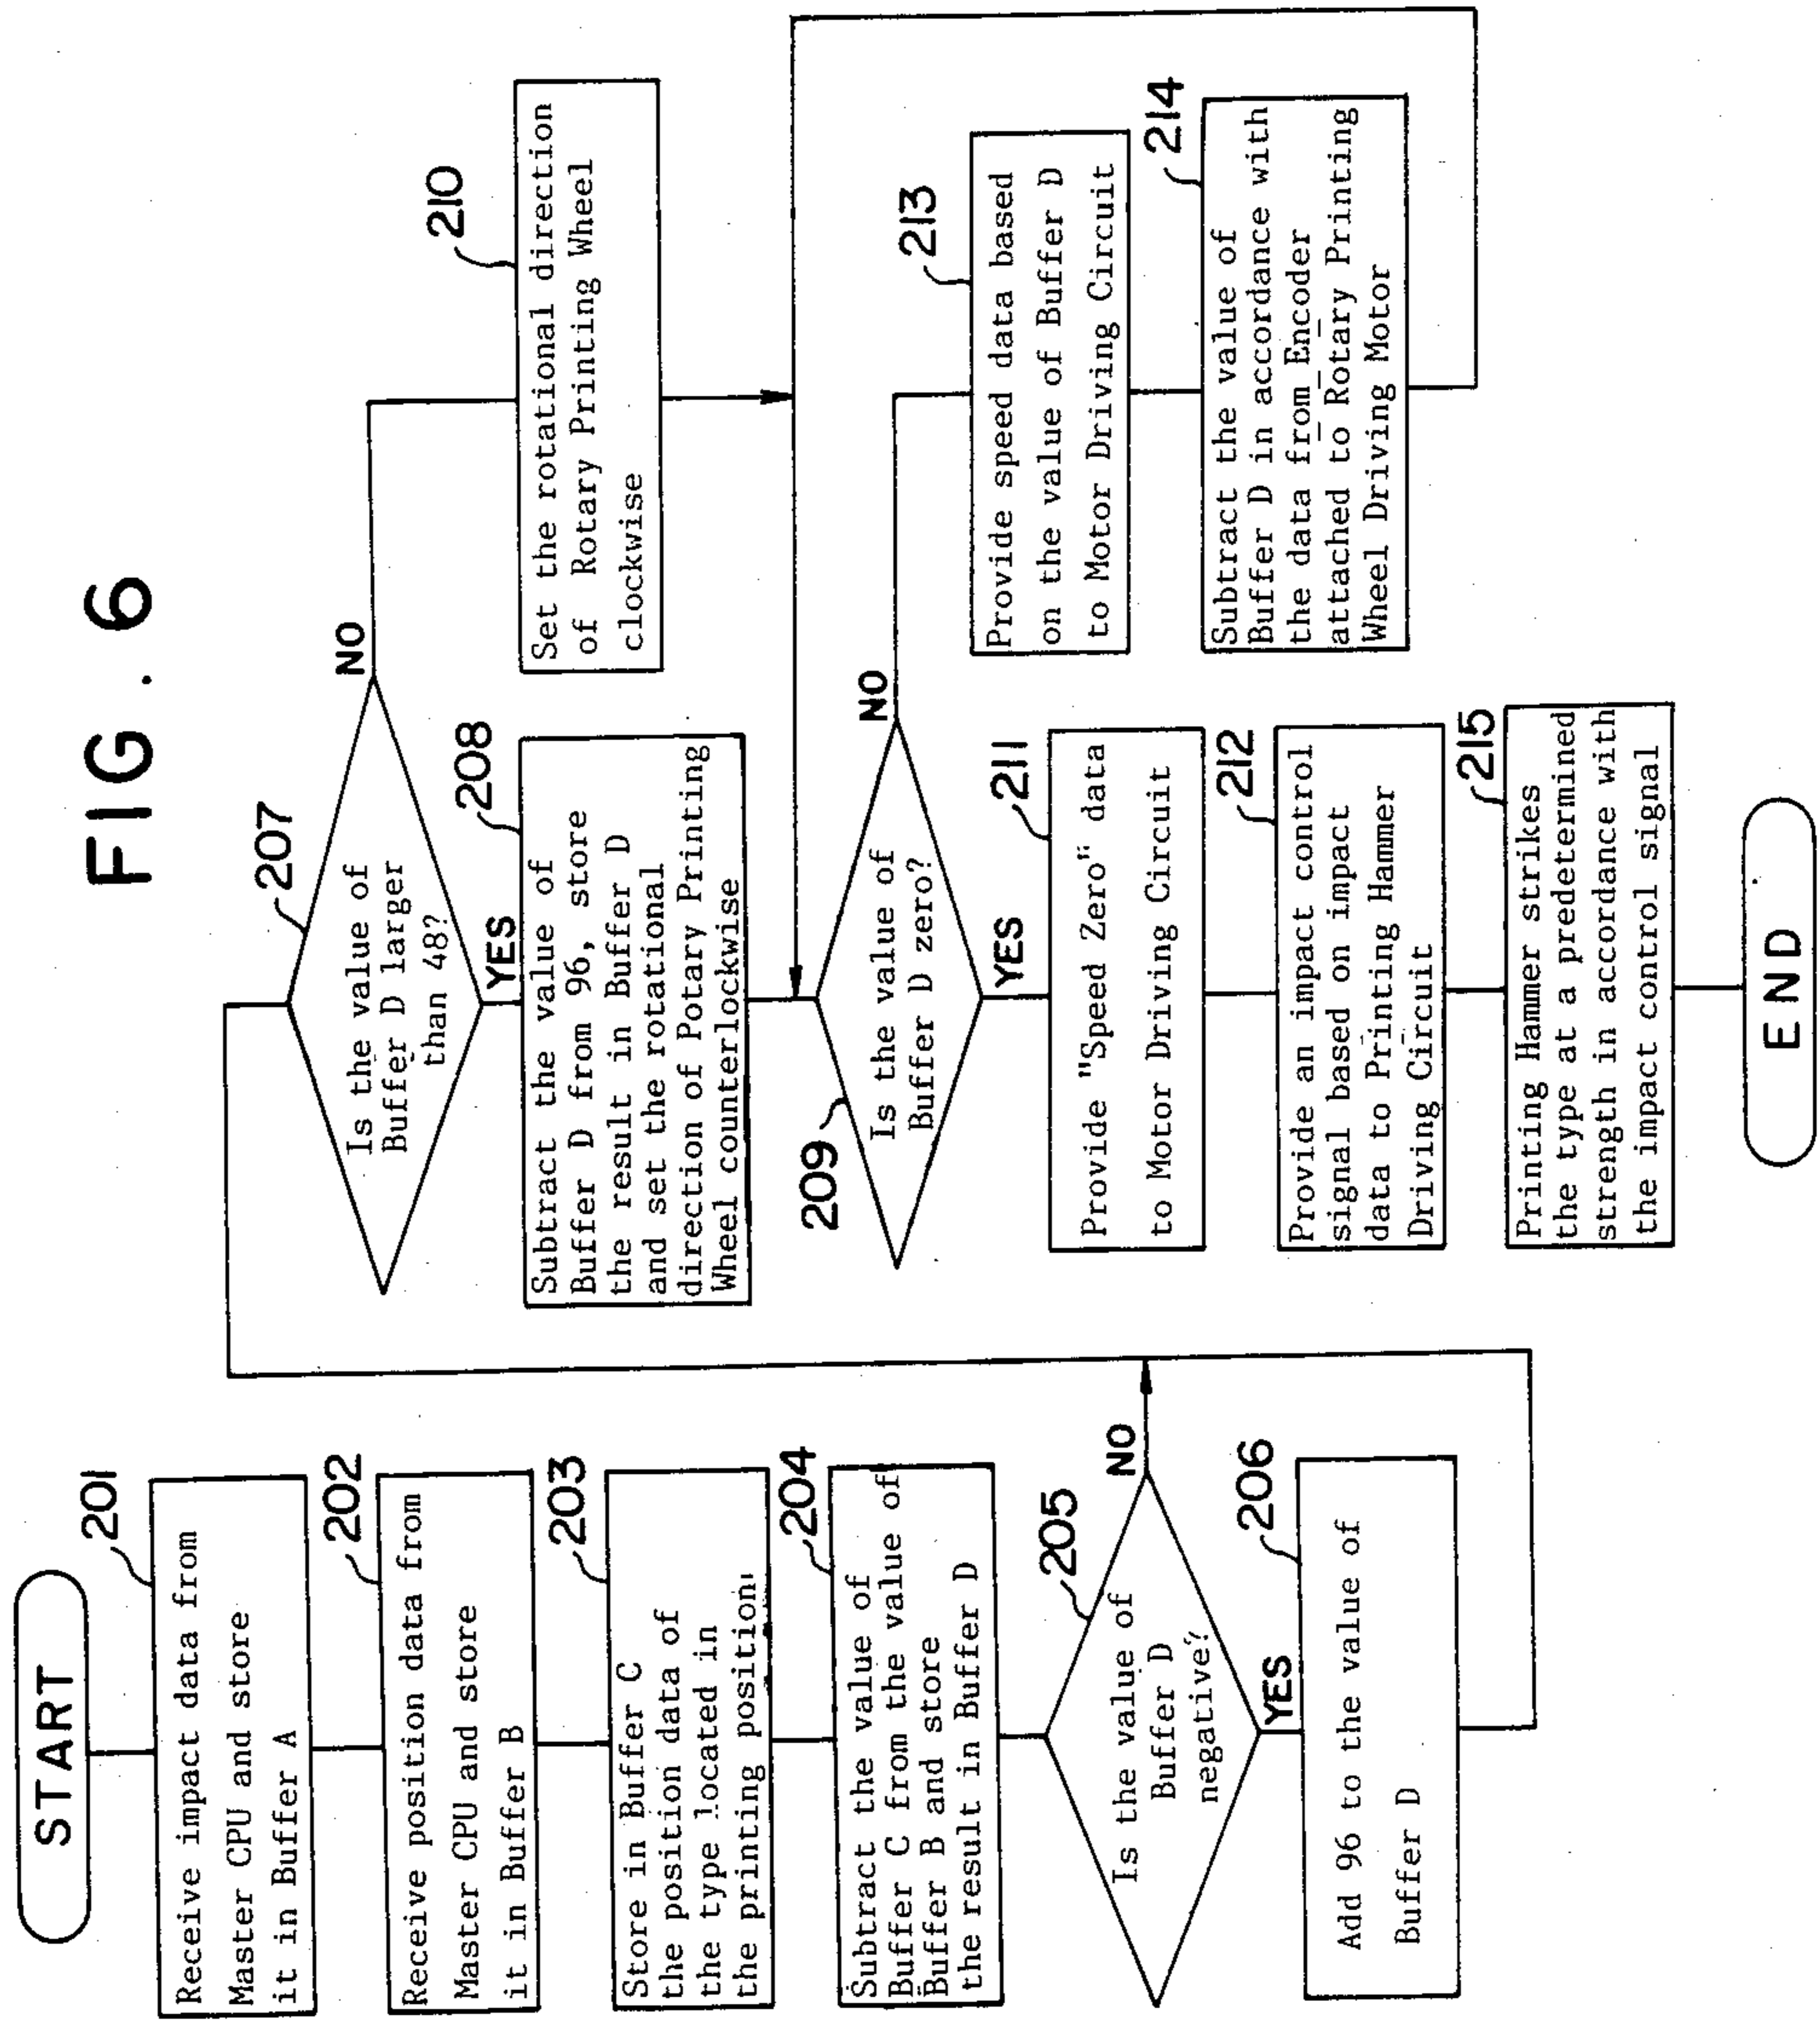 FIG. 6
START
201
Receive impact data from
Master CPU and store
it in Buffer A
202
Receive position data from
Master CPU and store
it in Buffer B
203
Store in Buffer C
the position data of
the type located in
the printing position.
204
Subtract the value of
Buffer C from the value of
Buffer B and store
the result in Buffer D
205
Is the value of
Buffer D
negative?
NO
YES
206
Add 96 to the value of
Buffer D
207
Is the value of
Buffer D larger
than 48?
NO
YES
208
Subtract the value of
Buffer D from 96, store
the result in Buffer D
and set the rotational
direction of Potary Printing
Wheel counterlockwise
210
Set the rotational direction
of Rotary Printing Wheel
clockwise
209
Is the value of
Buffer D zero?
NO
YES
211
Provide "Speed Zero" data
to Motor Driving Circuit
212
Provide an impact control
signal based on impact
data to Printing Hammer
Driving Circuit
215
Printing Hammer strikes
the type at a predetermined
strength in accordance with
the impact control signal
END
213
Provide speed data based
on the value of Buffer D
to Motor Driving Circuit
214
Subtract the value of
Buffer D in accordance with
the data from Encoder
attached to Rotary Printing
Wheel Driving Motor